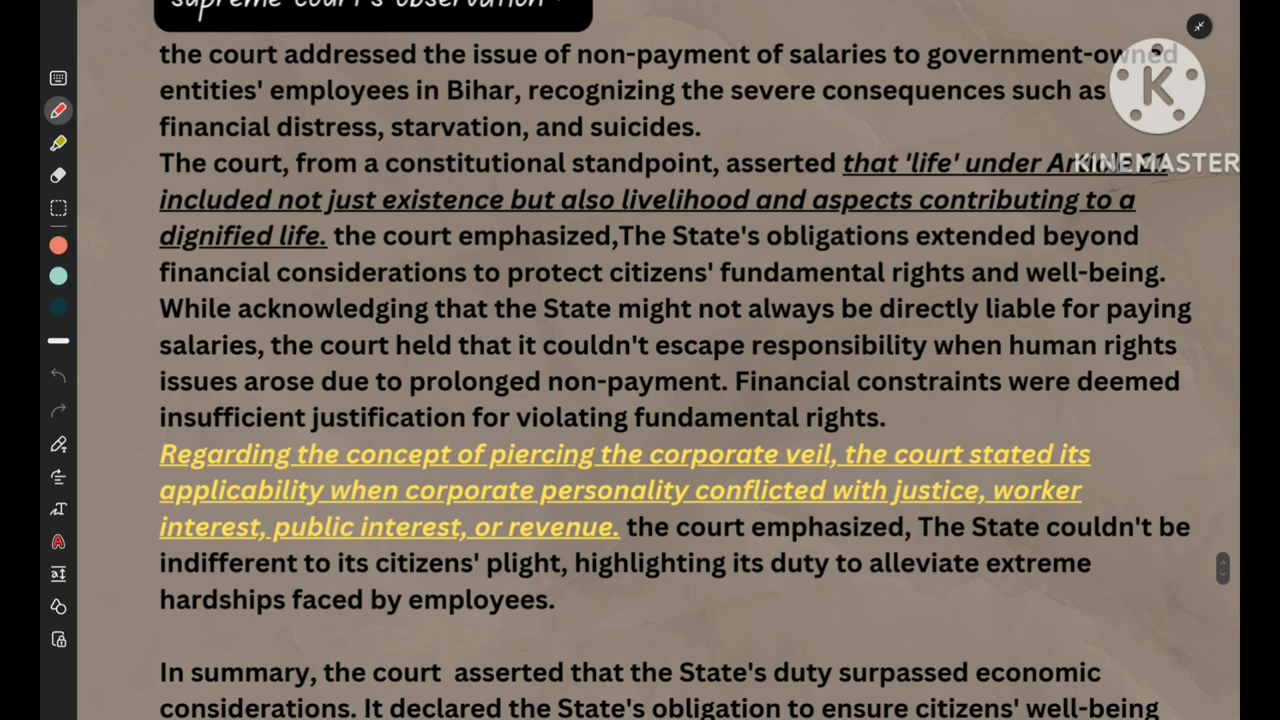 supreme court's observation
the court addressed the issue of non-payment of salaries to government-owned
entities' employees in Bihar, recognizing the severe consequences such as
financial distress, starvation, and suicides.
The court, from a constitutional standpoint, asserted that 'life' under Article 21
included not just existence but also livelihood and aspects contributing to a
dignified life. the court emphasized,The State's obligations extended beyond
financial considerations to protect citizens' fundamental rights and well-being.
While acknowledging that the State might not always be directly liable for paying
salaries, the court held that it couldn't escape responsibility when human rights
issues arose due to prolonged non-payment. Financial constraints were deemed
insufficient justification for violating fundamental rights.
Regarding the concept of piercing the corporate veil, the court stated its
applicability when corporate personality conflicted with justice, worker
interest, public interest, or revenue. the court emphasized, The State couldn't be
indifferent to its citizens' plight, highlighting its duty to alleviate extreme
hardships faced by employees.
In summary, the court asserted that the State's duty surpassed economic
considerations. It declared the State's obligation to ensure citizens' well-being
K
KINEMASTER